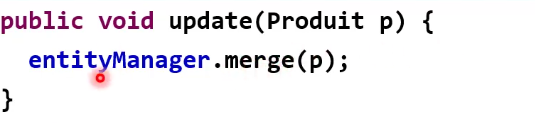 public void update(Produit p) {
  entityManager.merge(p);
}